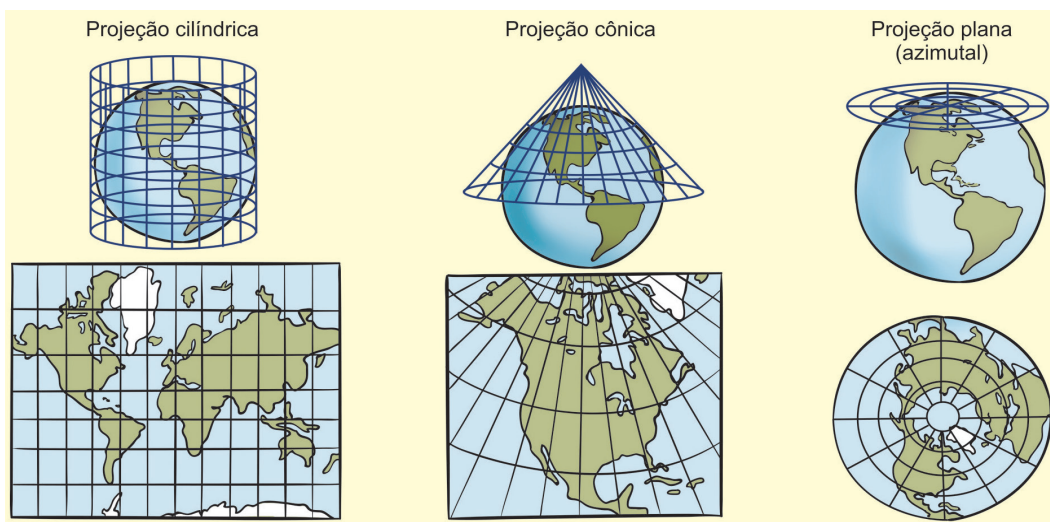 Projeção cilíndrica
Projeção cônica
Projeção plana
(azimutal)